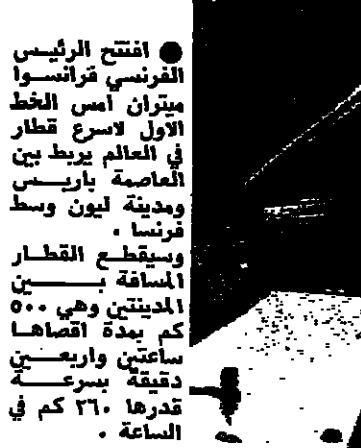 ● افتتح الرئيس
الفرنسي فرانسوا
ميتران امس الخط
الاول لاسرع قطار
في العالم يربط بين
العاصمة باريس
ومدينة ليون وسط
فرنسا .
وسيقطع القطار
المسافة بين
المدينتين وهي ٥٠٠
كم بمدة اقصاها
ساعتين واربعين
دقيقة بسرعة
قدرها ٢٦٠ كم في
الساعة .